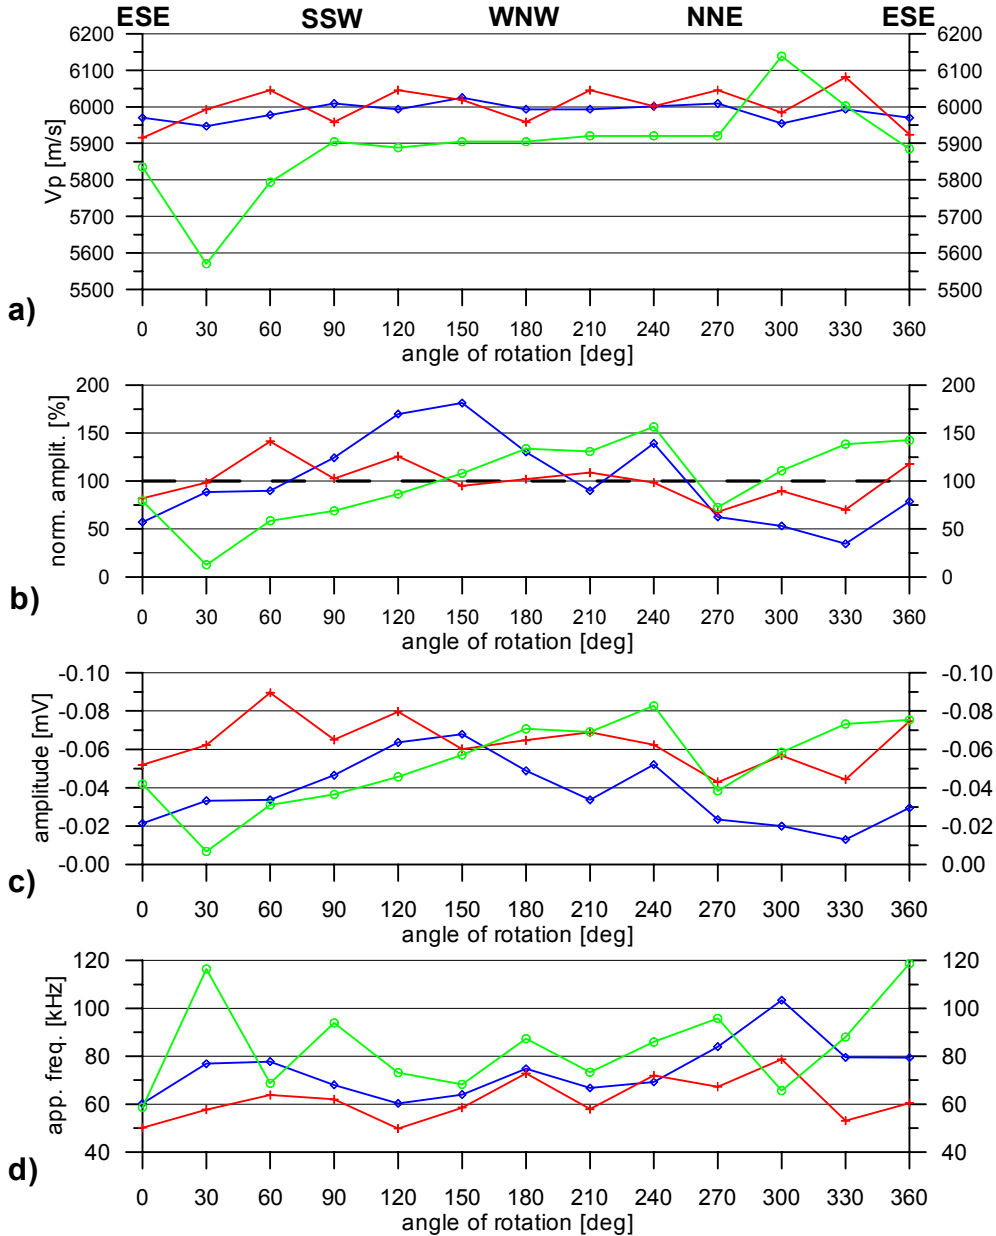 ESE SSW WNW NNE ESE
6200 6200
6100 6100
6000 6000
5900 5900
5800 5800
5700 5700
5600 5600
5500 5500
Vp [m/s]
a)
0 30 60 90 120 150 180 210 240 270 300 330 360
angle of rotation [deg]
200 200
150 150
100 100
50 50
0 0
norm. amplit. [%]
b)
0 30 60 90 120 150 180 210 240 270 300 330 360
angle of rotation [deg]
-0.10 -0.10
-0.08 -0.08
-0.06 -0.06
-0.04 -0.04
-0.02 -0.02
-0.00 0.00
amplitude [mV]
c)
0 30 60 90 120 150 180 210 240 270 300 330 360
angle of rotation [deg]
120 120
100 100
80 80
60 60
40 40
app. freq. [kHz]
d)
0 30 60 90 120 150 180 210 240 270 300 330 360
angle of rotation [deg]